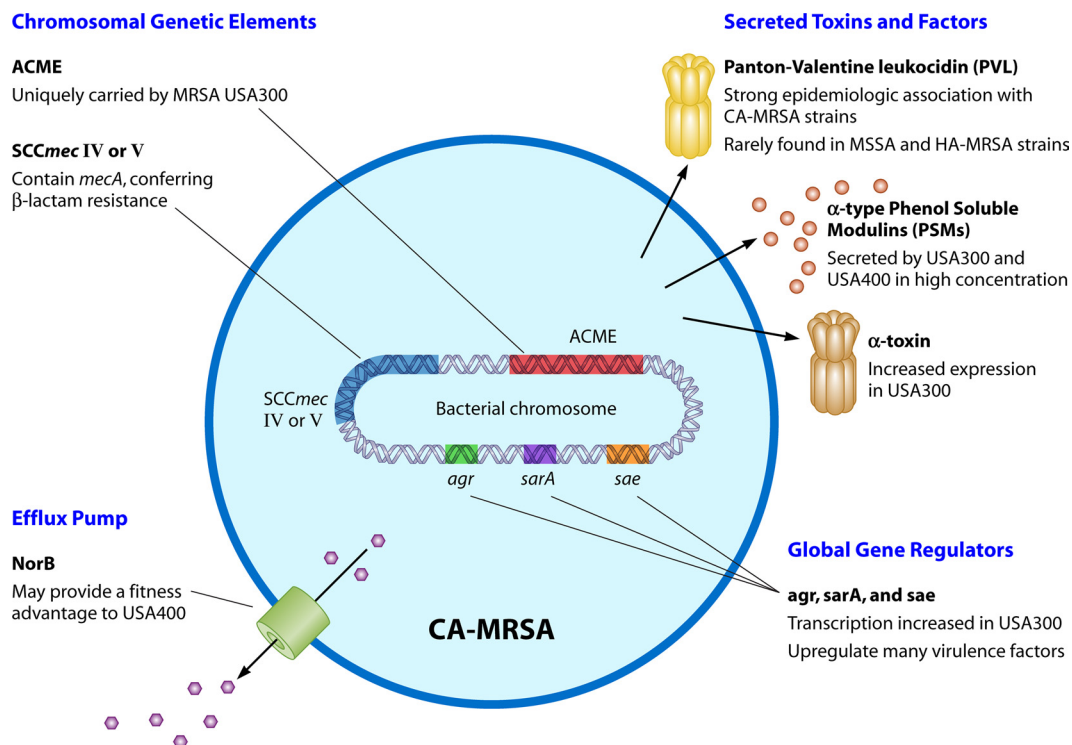 Chromosomal Genetic Elements
ACME
Uniquely carried by MRSA USA300
SCCmec IV or V
Contain mecA, conferring
β-lactam resistance
Secreted Toxins and Factors
Panton-Valentine leukocidin (PVL)
Strong epidemiologic association with
CA-MRSA strains
Rarely found in MSSA and HA-MRSA strains
α-type Phenol Soluble
Modulins (PSMs)
Secreted by USA300 and
USA400 in high concentration
α-toxin
Increased expression
in USA300
ACME
SCCmec
IV or V
Bacterial chromosome
agr
sarA
sae
Efflux Pump
NorB
May provide a fitness
advantage to USA400
CA-MRSA
Global Gene Regulators
agr, sarA, and sae
Transcription increased in USA300
Upregulate many virulence factors